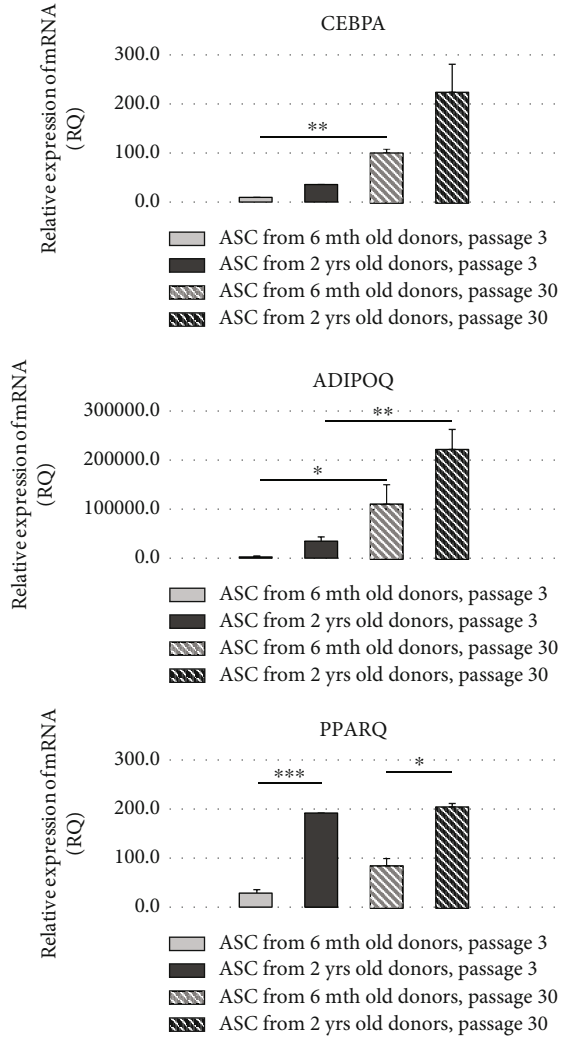 CEBPA
Relative expression of mRNA
(RQ)
300.0
200.0
100.0
0.0
**
ASC from 6 mth old donors, passage 3
ASC from 2 yrs old donors, passage 3
ASC from 6 mth old donors, passage 30
ASC from 2 yrs old donors, passage 30
ADIPOQ
Relative expression of mRNA
(RQ)
300000.0
200000.0
100000.0
0.0
*
**
ASC from 6 mth old donors, passage 3
ASC from 2 yrs old donors, passage 3
ASC from 6 mth old donors, passage 30
ASC from 2 yrs old donors, passage 30
PPARQ
Relative expression of mRNA
(RQ)
300.0
200.0
100.0
0.0
***
*
ASC from 6 mth old donors, passage 3
ASC from 2 yrs old donors, passage 3
ASC from 6 mth old donors, passage 30
ASC from 2 yrs old donors, passage 30